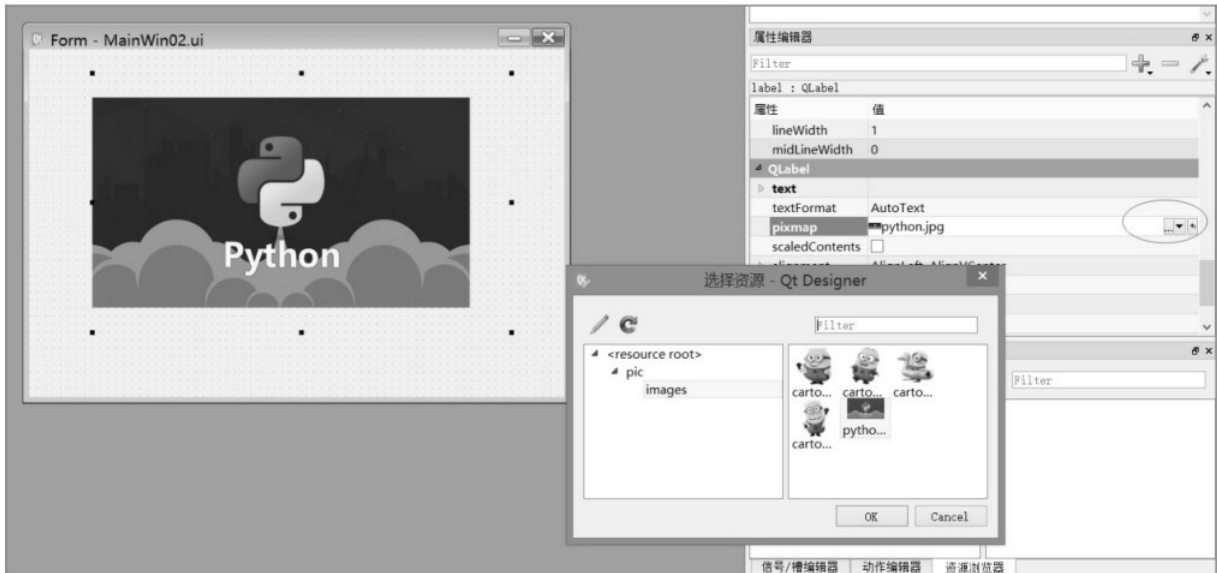 Form - MainWin02.ui
Python
属性编辑器
Filter
label : QLabel
属性 值
lineWidth 1
midLineWidth 0
QLabel
text
textFormat AutoText
pixmap python.jpg
scaledContents
选择资源 - Qt Designer
Filter
<resource root>
pic
images
carto... carto... carto...
carto... pytho...
OK Cancel
Filter
信号/槽编辑器 动作编辑器 资源浏览器